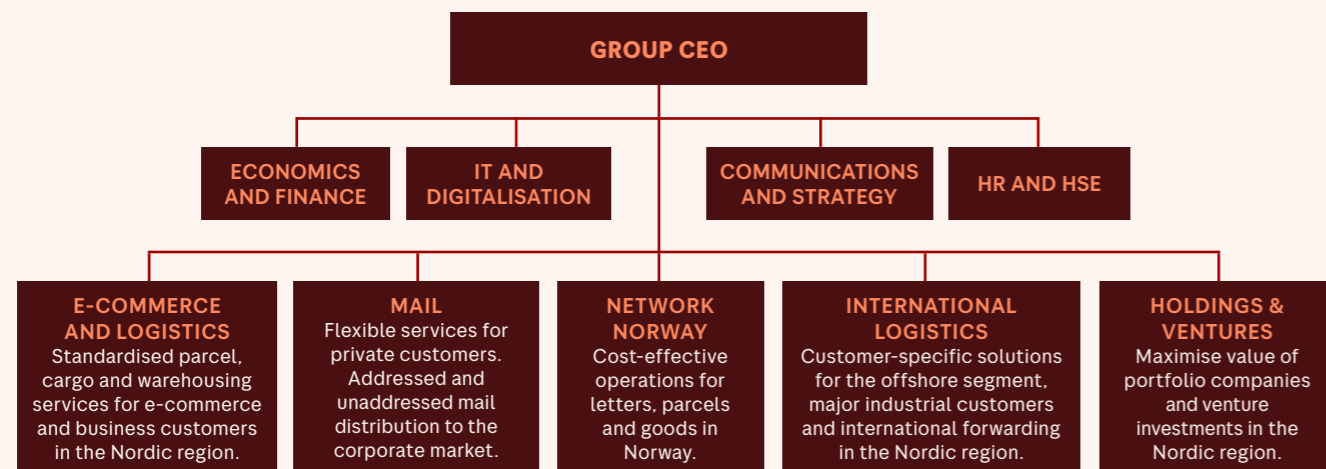 GROUP CEO
ECONOMICS
AND FINANCE
IT AND
DIGITALISATION
COMMUNICATIONS
AND STRATEGY
HR AND HSE
E-COMMERCE
AND LOGISTICS
Standardised parcel,
cargo and warehousing
services for e-commerce
and business customers
in the Nordic region.
MAIL
Flexible services for
private customers.
Addressed and
unaddressed mail
distribution to the
corporate market.
NETWORK
NORWAY
Cost-effective
operations for
letters, parcels
and goods in
Norway.
INTERNATIONAL
LOGISTICS
Customer-specific solutions
for the offshore segment,
major industrial customers
and international forwarding
in the Nordic region.
HOLDINGS &
VENTURES
Maximise value of
portfolio companies
and venture
investments in the
Nordic region.